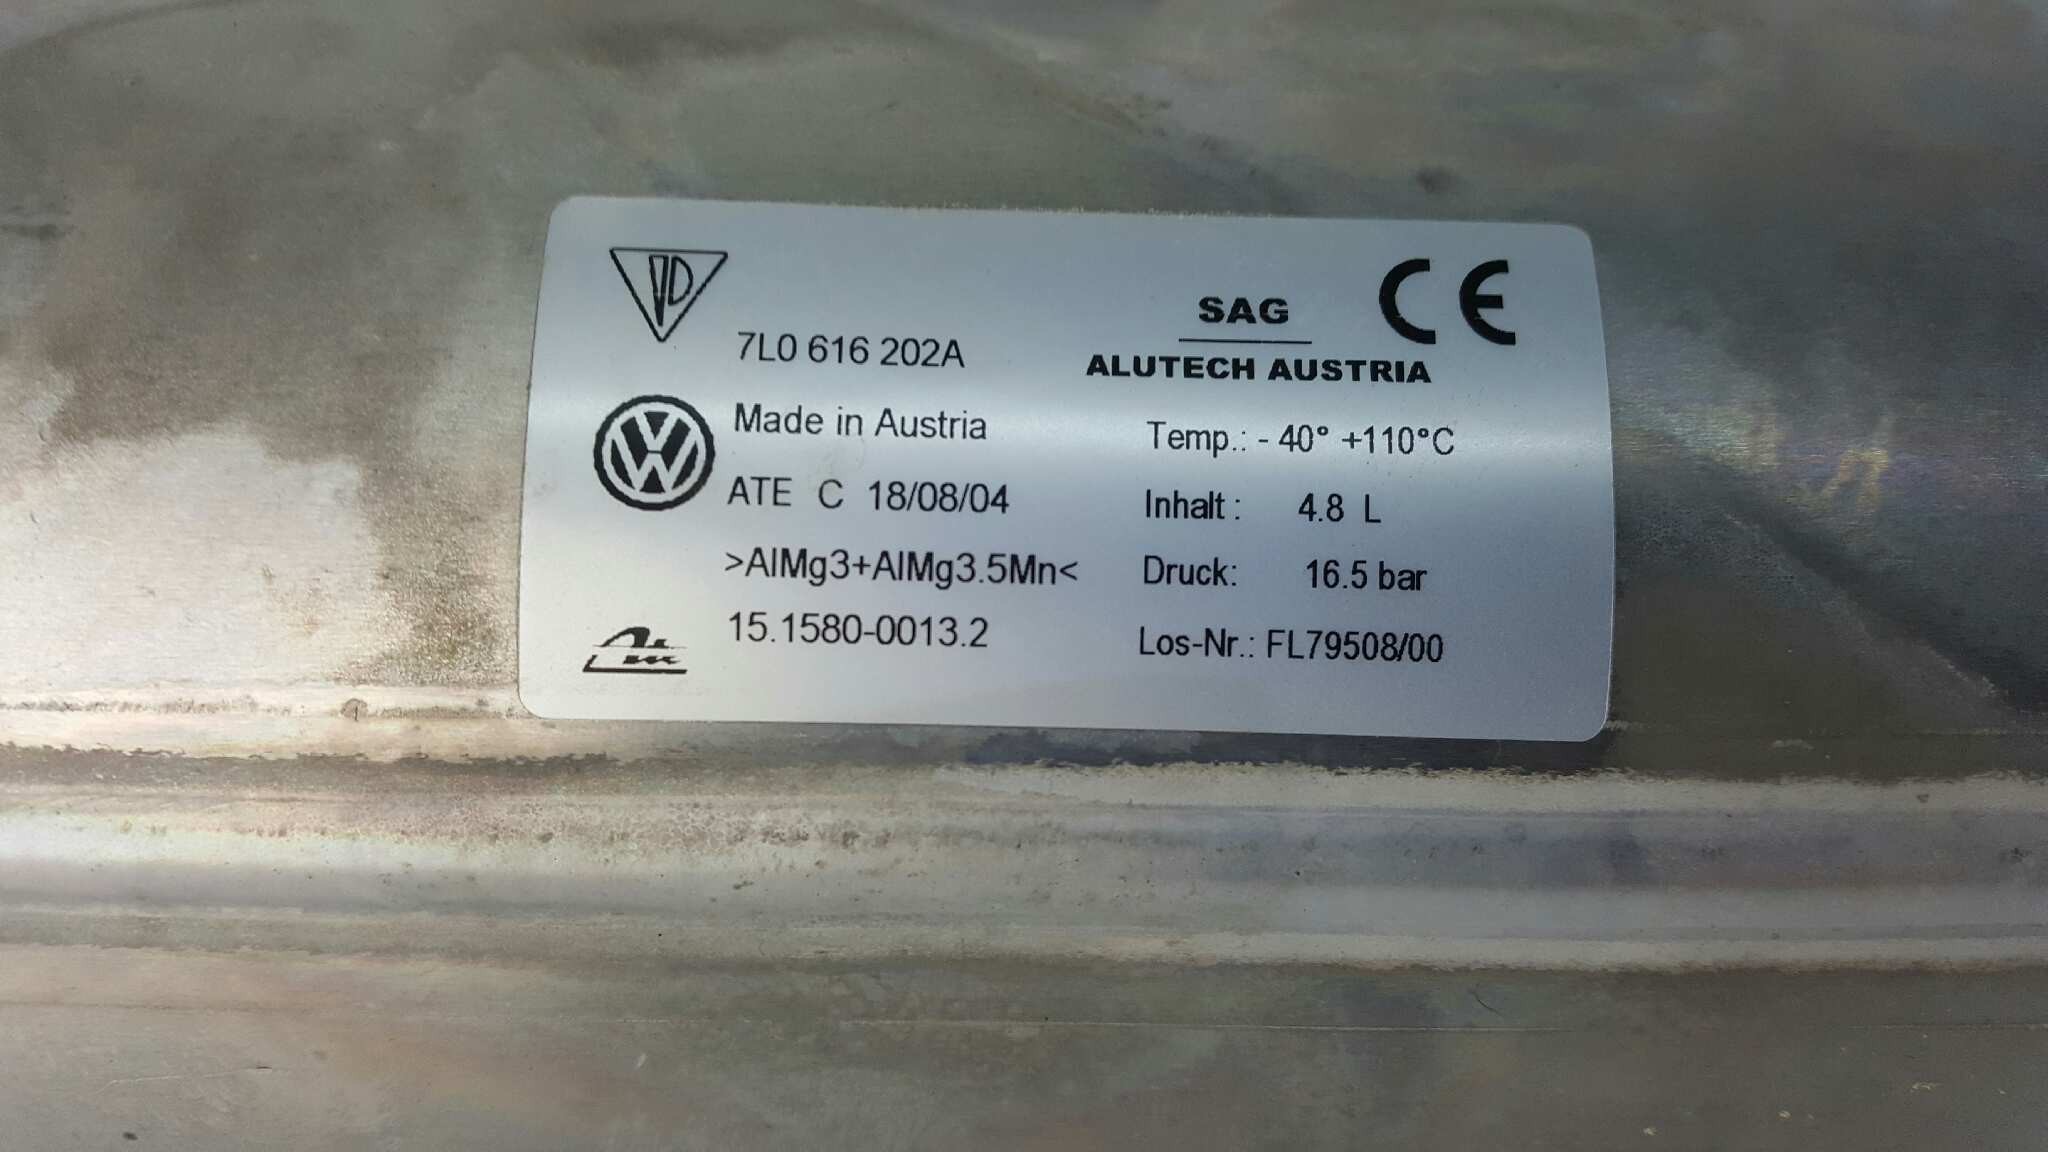 7L0 616 202A
Made in Austria
ATE C 18/08/04
>AlMg3+AlMg3.5Mn<
15.1580-0013.2
SAG
ALUTECH AUSTRIA
CE
Temp.: - 40° +110°C
Inhalt : 4.8 L
Druck: 16.5 bar
Los-Nr.: FL79508/00